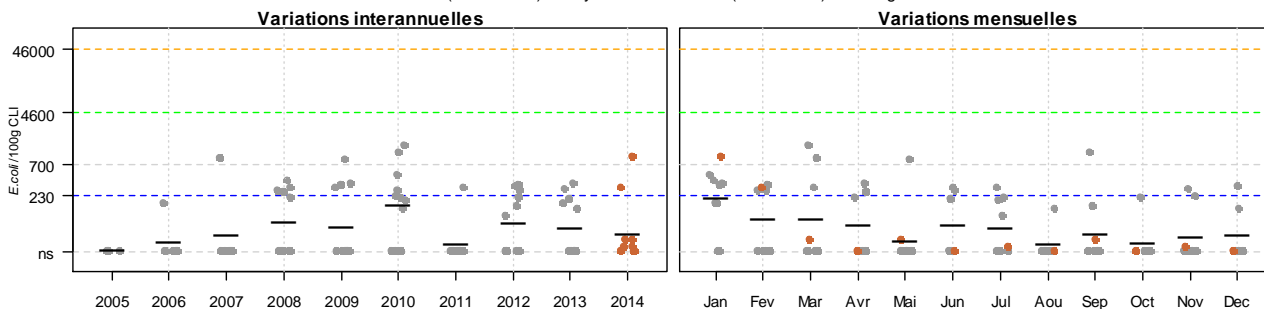 Variations interannuelles
Variations mensuelles
E.coli/100g CLI
46000
4600
700
230
ns
2005 2006 2007 2008 2009 2010 2011 2012 2013 2014
Jan Fev Mar Avr Mai Jun Jul Aou Sep Oct Nov Dec